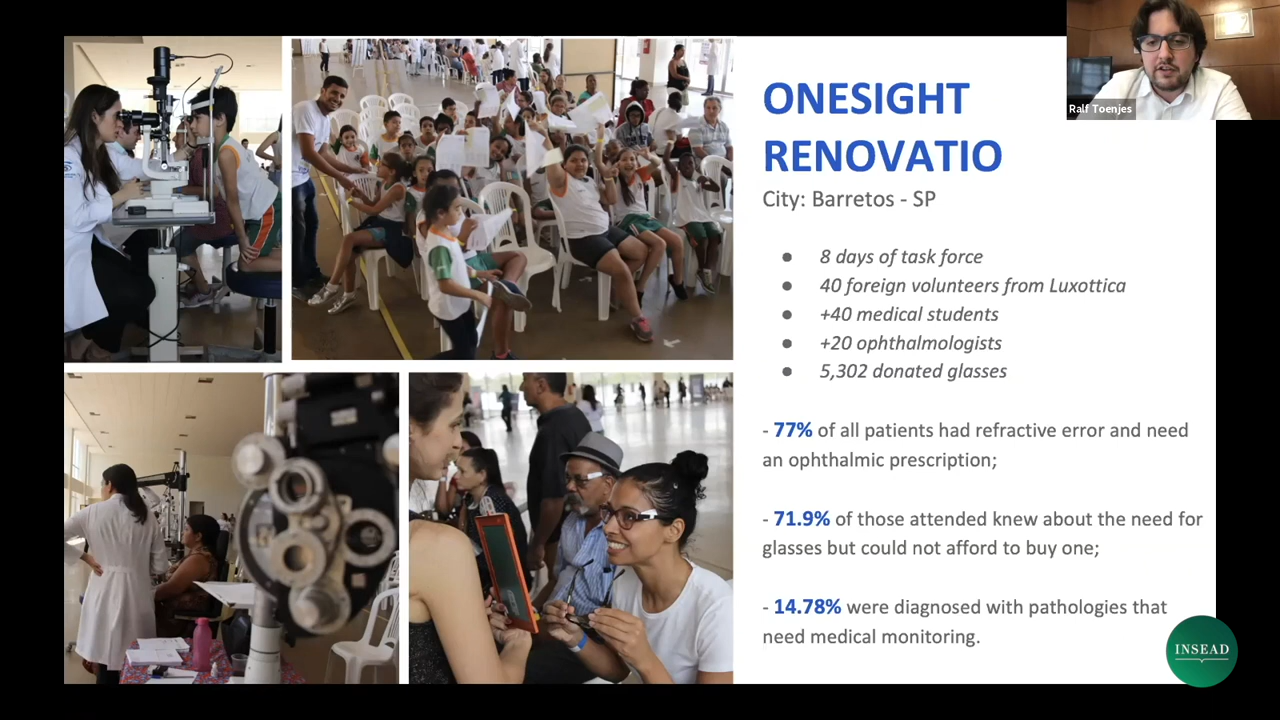 ONESIGHT
RENOVATIO
City: Barretos - SP
● 8 days of task force
● 40 foreign volunteers from Luxottica
● +40 medical students
● +20 ophthalmologists
● 5,302 donated glasses
- 77% of all patients had refractive error and need
an ophthalmic prescription;
- 71.9% of those attended knew about the need for
glasses but could not afford to buy one;
- 14.78% were diagnosed with pathologies that
need medical monitoring.
Ralf Toenjes
INSEAD